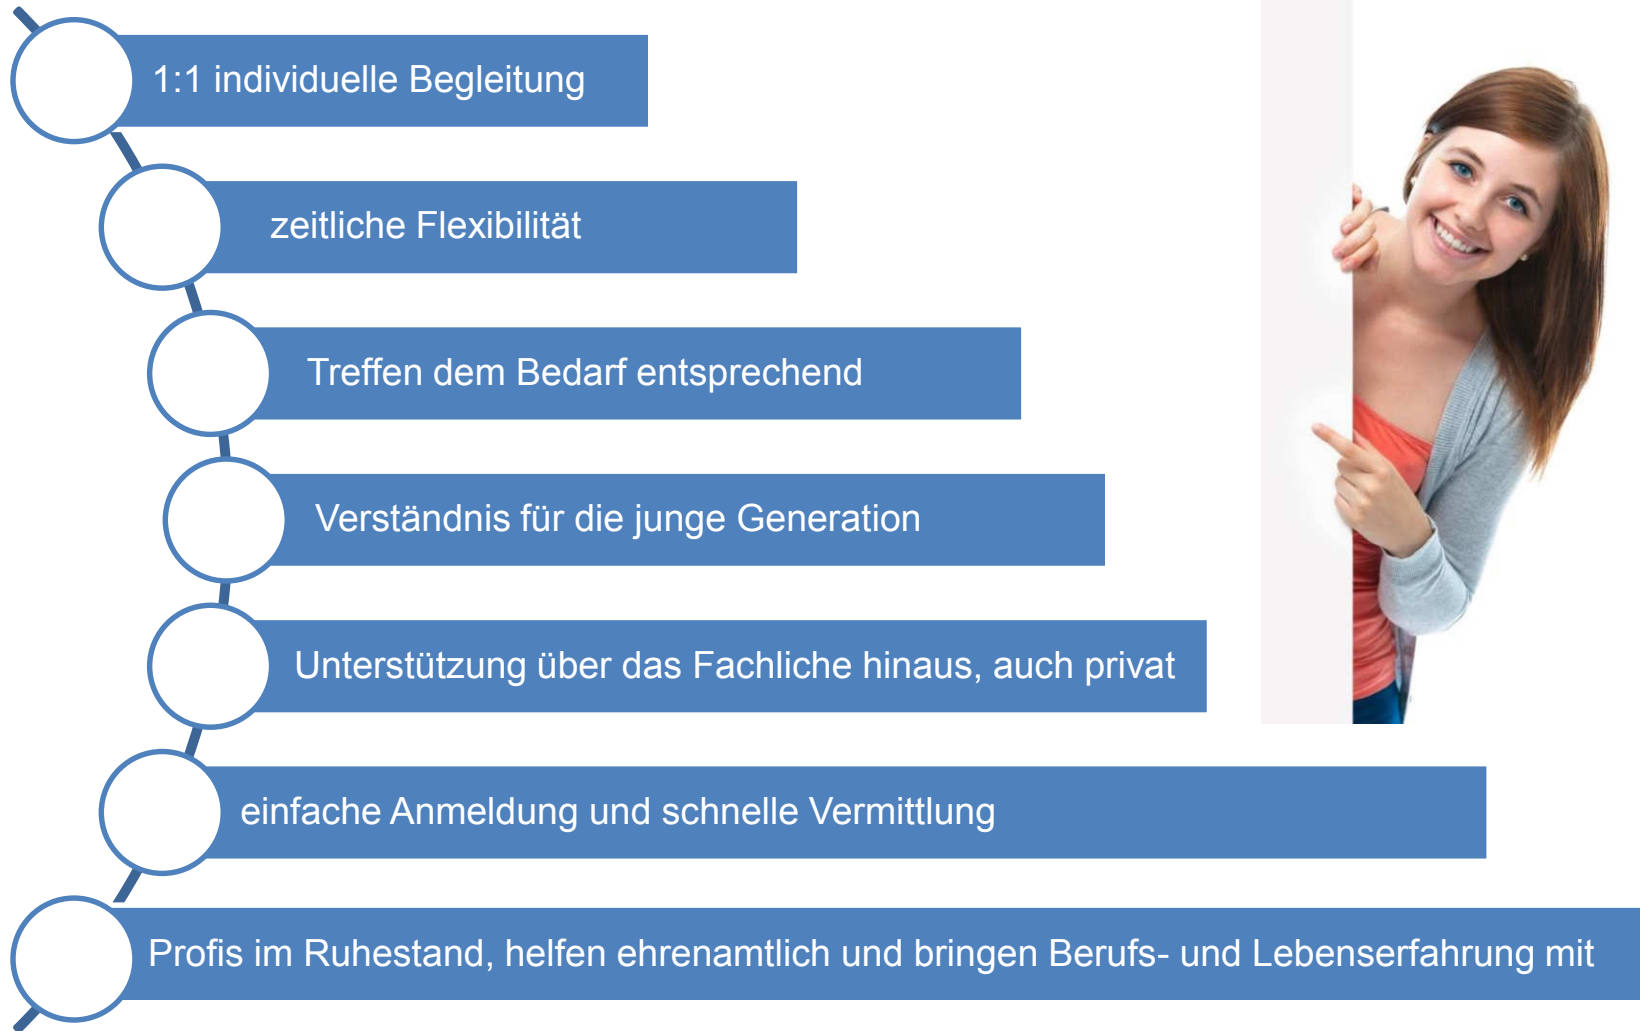 1:1 individuelle Begleitung
zeitliche Flexibilität
Treffen dem Bedarf entsprechend
Verständnis für die junge Generation
Unterstützung über das Fachliche hinaus, auch privat
einfache Anmeldung und schnelle Vermittlung
Profis im Ruhestand, helfen ehrenamtlich und bringen Berufs- und Lebenserfahrung mit